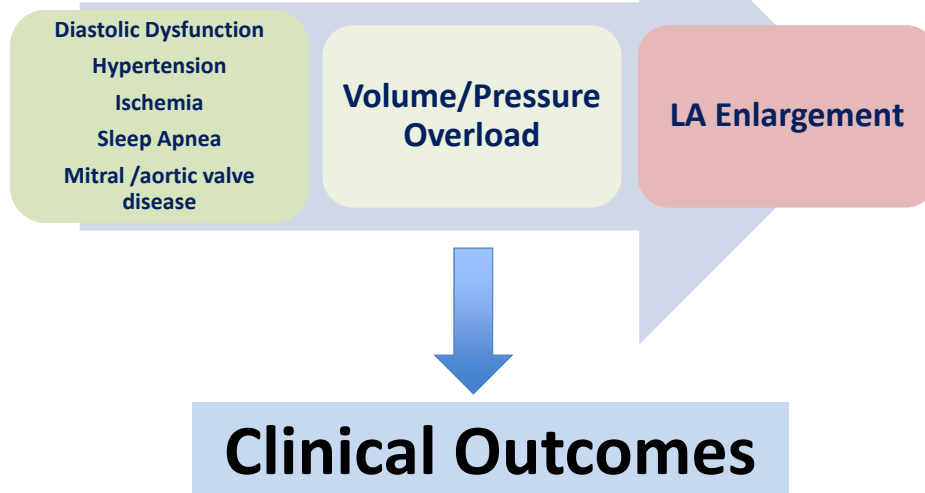 Diastolic Dysfunction
Hypertension
Ischemia
Sleep Apnea
Mitral /aortic valve
disease
Volume/Pressure
Overload
LA Enlargement
Clinical Outcomes